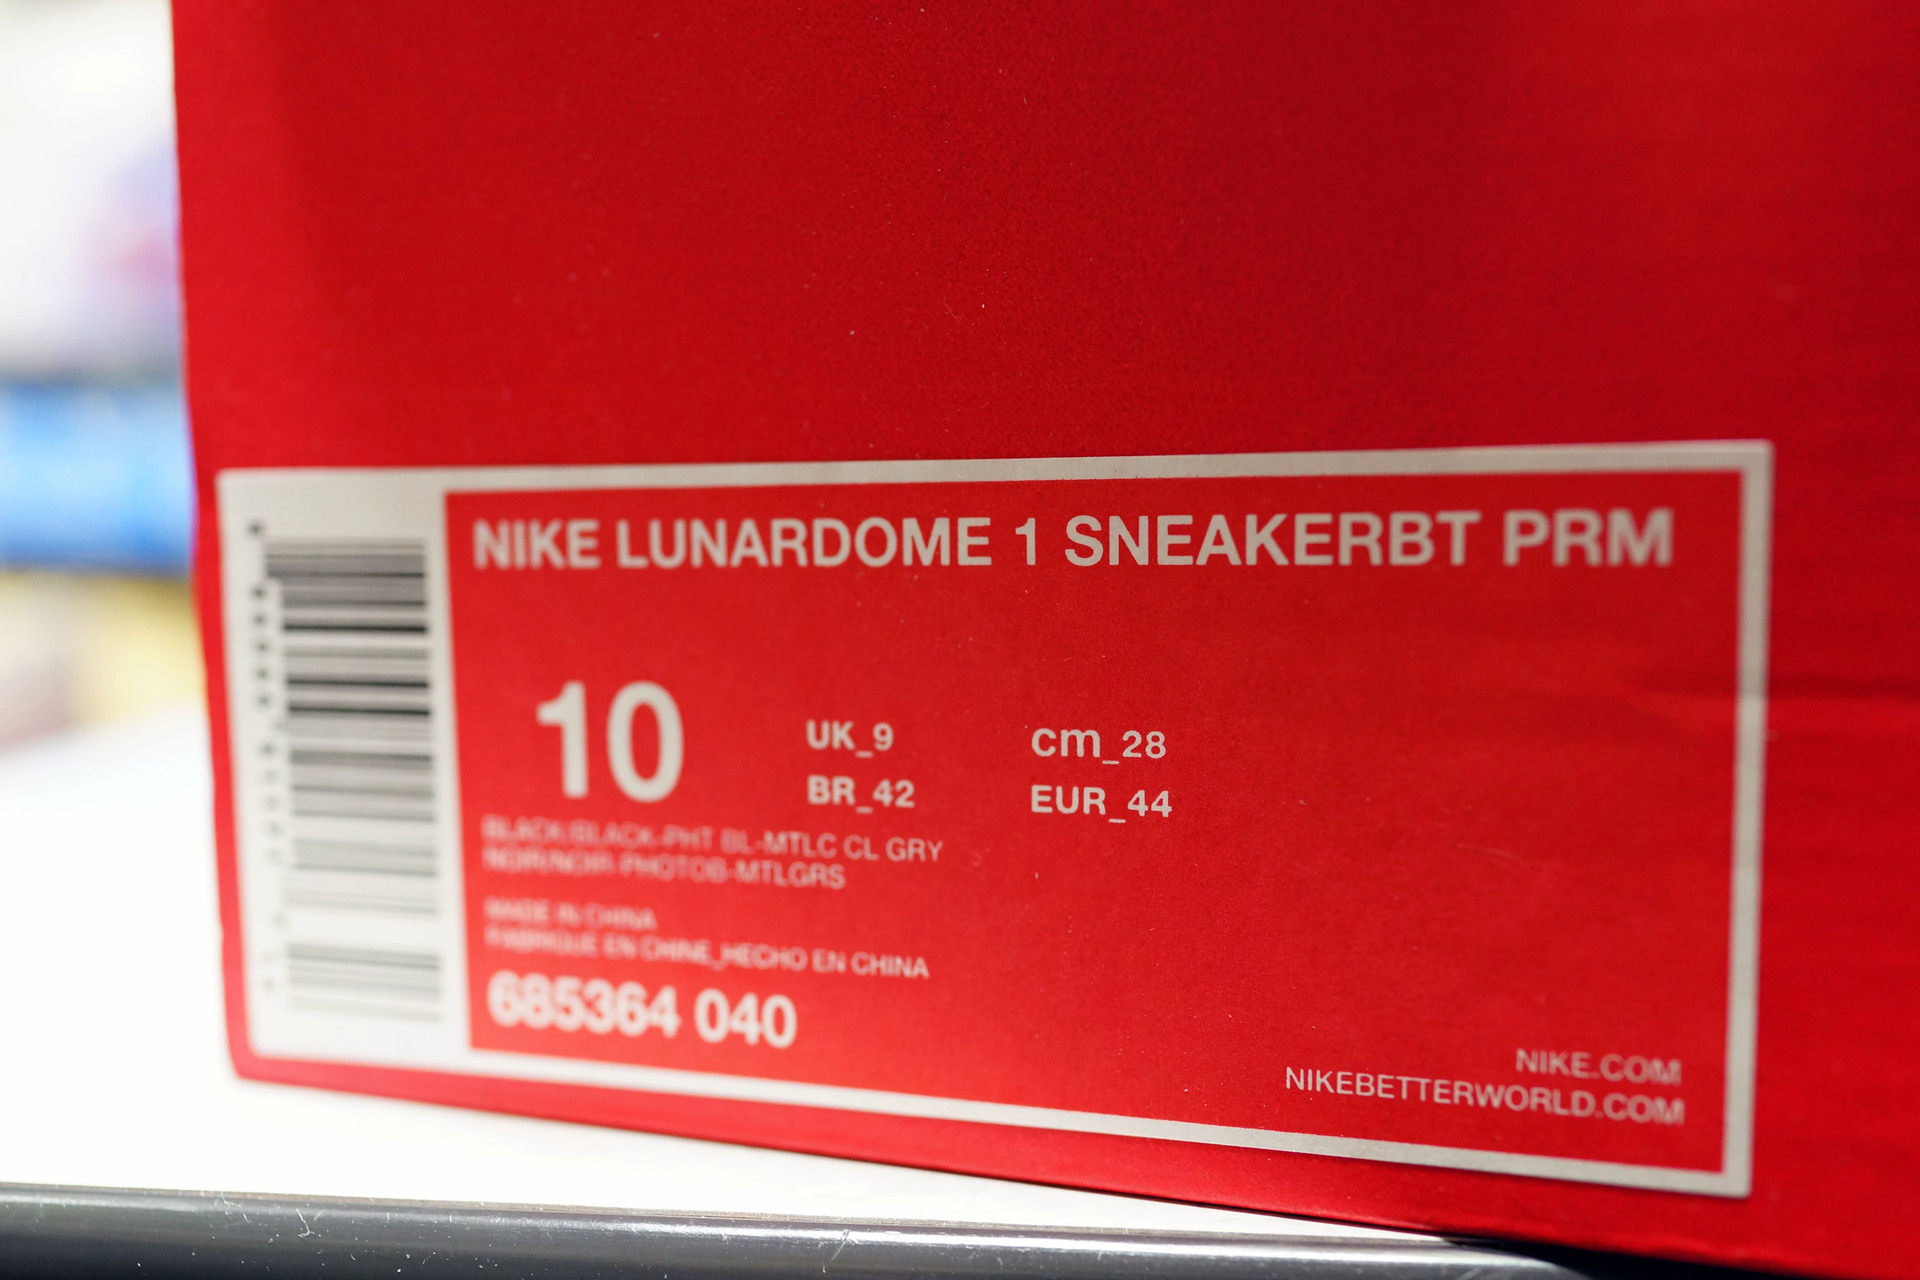 NIKE LUNARDOME 1 SNEAKERBT PRM
10
UK_9
cm_28
BR_42
EUR_44
BLACK/BLACK-PHT BL-MTLC CL GRY
NOIR/NOIR-PHOTOB-MTLGRS
MADE IN CHINA
FABRIQUE EN CHINE_HECHO EN CHINA
685364 040
NIKE.COM
NIKEBETTERWORLD.COM